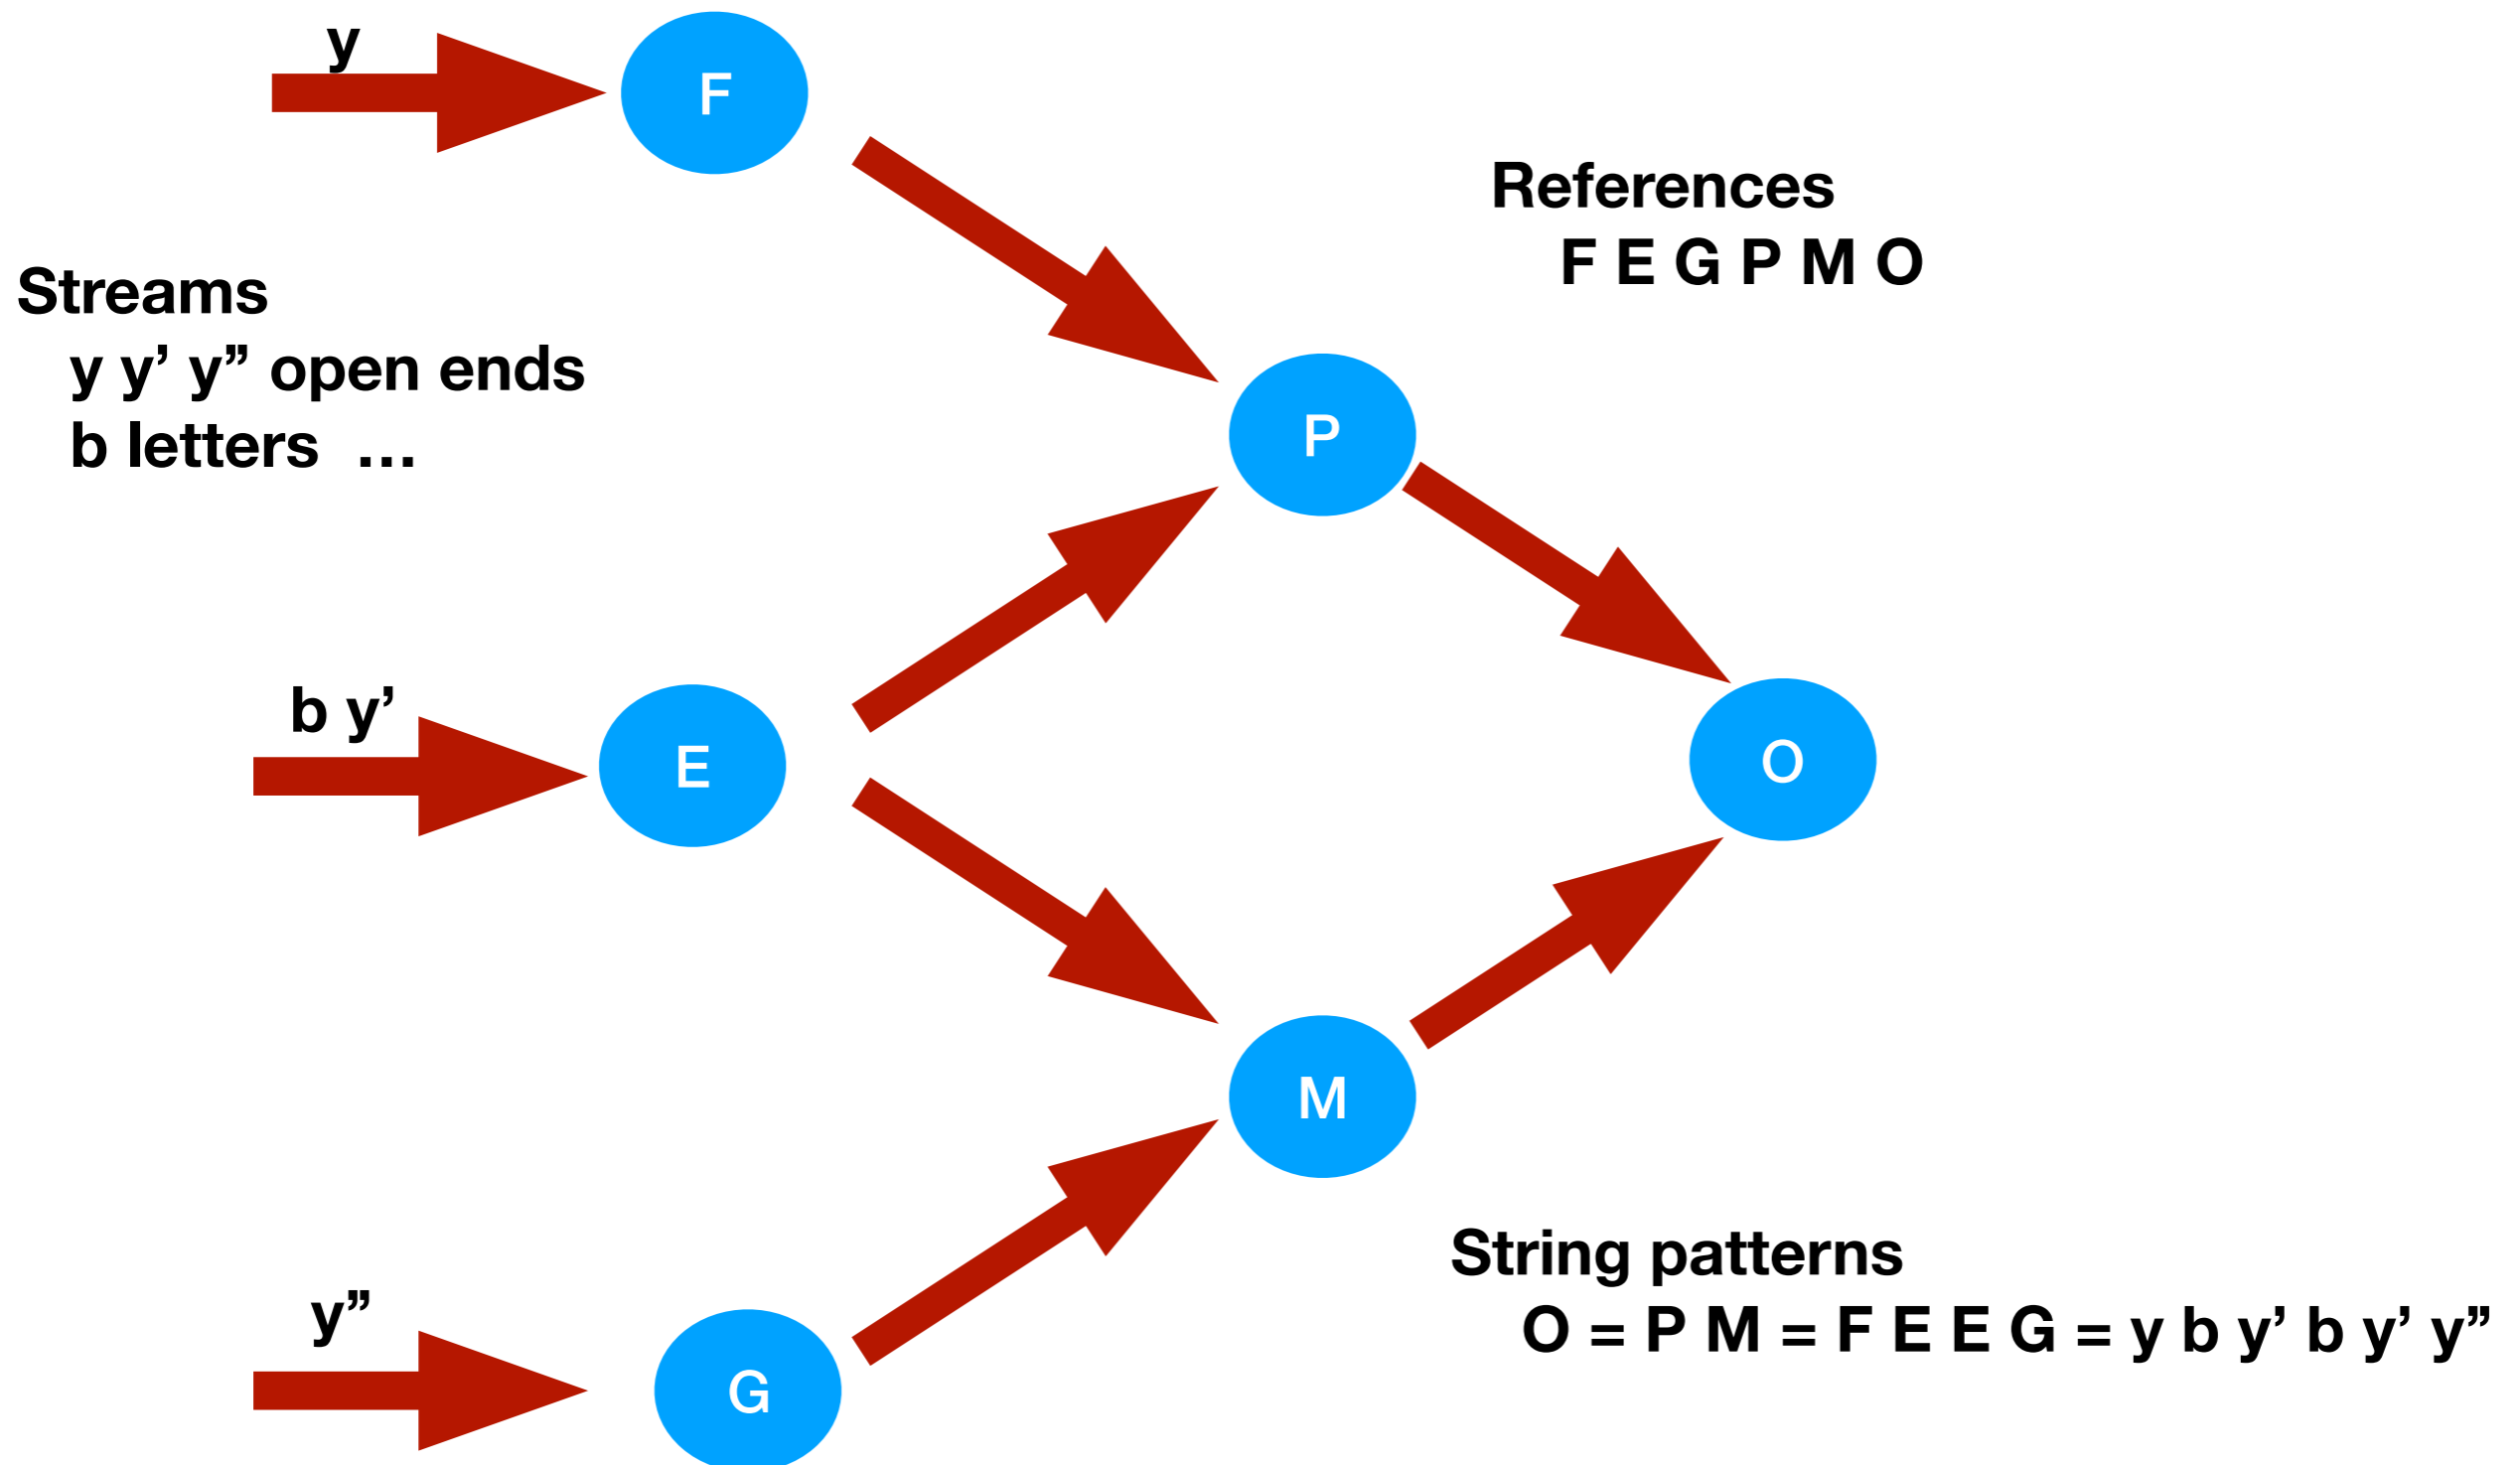 y
F
References
F E G P M O
Streams
y y’ y” open ends
b letters ...
P
b y’
E
O
M
String patterns
O = P M = F E E G = y b y’ b y’ y”
y”
G